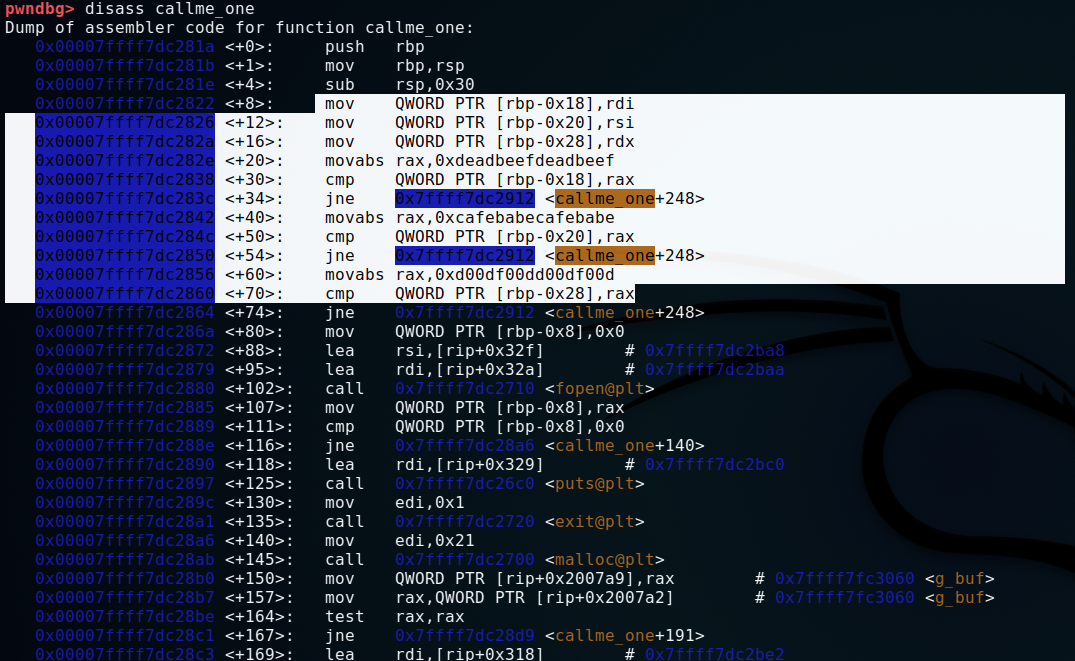 pwndbg> disass callme_one
Dump of assembler code for function callme_one:
   0x00007ffff7dc281a <+0>:     push   rbp
   0x00007ffff7dc281b <+1>:     mov    rbp,rsp
   0x00007ffff7dc281e <+4>:     sub    rsp,0x30
   0x00007ffff7dc2822 <+8>:     mov    QWORD PTR [rbp-0x18],rdi
   0x00007ffff7dc2826 <+12>:    mov    QWORD PTR [rbp-0x20],rsi
   0x00007ffff7dc282a <+16>:    mov    QWORD PTR [rbp-0x28],rdx
   0x00007ffff7dc282e <+20>:    movabs rax,0xdeadbeefdeadbeef
   0x00007ffff7dc2838 <+30>:    cmp    QWORD PTR [rbp-0x18],rax
   0x00007ffff7dc283c <+34>:    jne    0x7ffff7dc2912 <callme_one+248>
   0x00007ffff7dc2842 <+40>:    movabs rax,0xcafebabecafebabe
   0x00007ffff7dc284c <+50>:    cmp    QWORD PTR [rbp-0x20],rax
   0x00007ffff7dc2850 <+54>:    jne    0x7ffff7dc2912 <callme_one+248>
   0x00007ffff7dc2856 <+60>:    movabs rax,0xd00df00dd00df00d
   0x00007ffff7dc2860 <+70>:    cmp    QWORD PTR [rbp-0x28],rax
   0x00007ffff7dc2864 <+74>:    jne    0x7ffff7dc2912 <callme_one+248>
   0x00007ffff7dc286a <+80>:    mov    QWORD PTR [rbp-0x8],0x0
   0x00007ffff7dc2872 <+88>:    lea    rsi,[rip+0x32f]        # 0x7ffff7dc2ba8
   0x00007ffff7dc2879 <+95>:    lea    rdi,[rip+0x32a]        # 0x7ffff7dc2baa
   0x00007ffff7dc2880 <+102>:   call   0x7ffff7dc2710 <fopen@plt>
   0x00007ffff7dc2885 <+107>:   mov    QWORD PTR [rbp-0x8],rax
   0x00007ffff7dc2889 <+111>:   cmp    QWORD PTR [rbp-0x8],0x0
   0x00007ffff7dc288e <+116>:   jne    0x7ffff7dc28a6 <callme_one+140>
   0x00007ffff7dc2890 <+118>:   lea    rdi,[rip+0x329]        # 0x7ffff7dc2bc0
   0x00007ffff7dc2897 <+125>:   call   0x7ffff7dc26c0 <puts@plt>
   0x00007ffff7dc289c <+130>:   mov    edi,0x1
   0x00007ffff7dc28a1 <+135>:   call   0x7ffff7dc2720 <exit@plt>
   0x00007ffff7dc28a6 <+140>:   mov    edi,0x21
   0x00007ffff7dc28ab <+145>:   call   0x7ffff7dc2700 <malloc@plt>
   0x00007ffff7dc28b0 <+150>:   mov    QWORD PTR [rip+0x2007a9],rax        # 0x7ffff7fc3060 <g_buf>
   0x00007ffff7dc28b7 <+157>:   mov    rax,QWORD PTR [rip+0x2007a2]        # 0x7ffff7fc3060 <g_buf>
   0x00007ffff7dc28be <+164>:   test   rax,rax
   0x00007ffff7dc28c1 <+167>:   jne    0x7ffff7dc28d9 <callme_one+191>
   0x00007ffff7dc28c3 <+169>:   lea    rdi,[rip+0x318]        # 0x7ffff7dc2be2